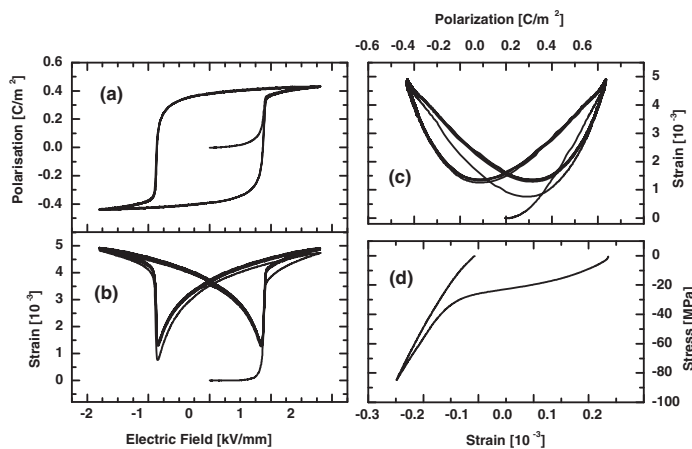 Polarization [C/m²]
-0.6 -0.4 -0.2 0.0 0.2 0.4 0.6
0.6
0.4
0.2
0.0
-0.2
-0.4
Polarisation [C/m²]
(a)
5
4
3
2
1
0
Strain [10⁻³]
(b)
-2 -1 0 1 2
Electric Field [kV/mm]
(c)
5
4
3
2
1
0
Strain [10⁻³]
(d)
0
-20
-40
-60
-80
-100
Stress [MPa]
-0.3 -0.2 -0.1 0.0 0.1 0.2 0.3
Strain [10⁻³]